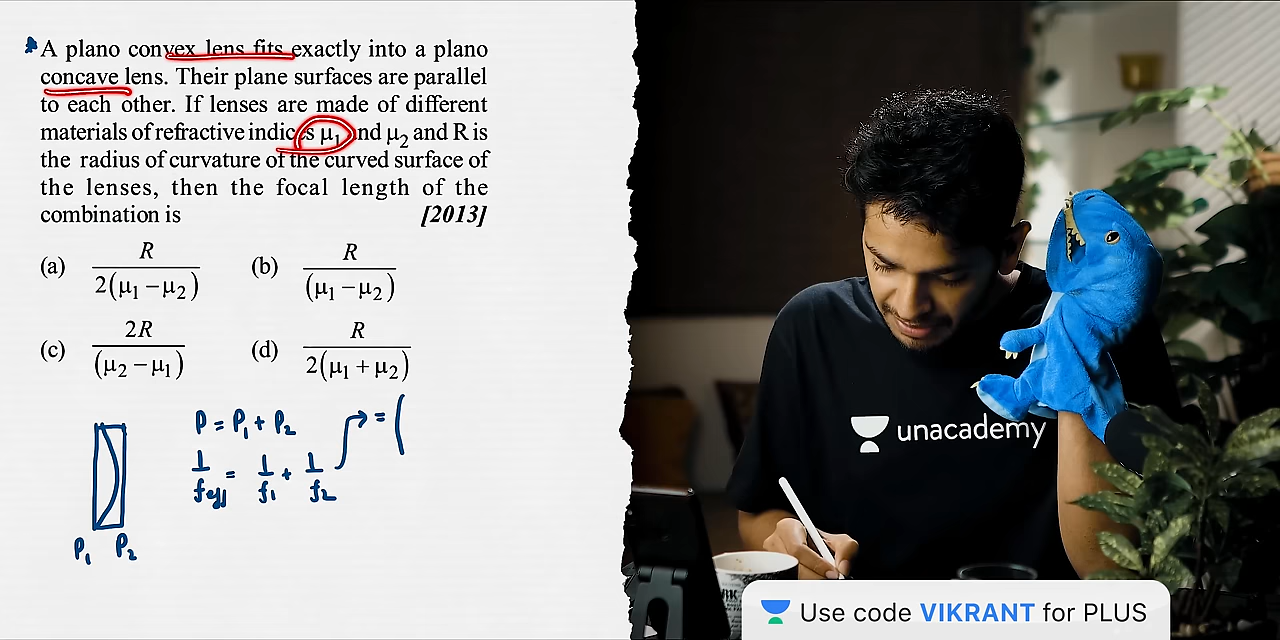 A plano convex lens fits exactly into a plano
concave lens. Their plane surfaces are parallel
to each other. If lenses are made of different
materials of refractive indices μ₁ and μ₂ and R is
the radius of curvature of the curved surface of
the lenses, then the focal length of the
combination is [2013]
(a) R / 2(μ₁ − μ₂) (b) R / (μ₁ − μ₂)
(c) 2R / (μ₂ − μ₁) (d) R / 2(μ₁ + μ₂)
P = P₁ + P₂ → = (
1/feff = 1/f₁ + 1/f₂
P₁ P₂
unacademy
Use code VIKRANT for PLUS